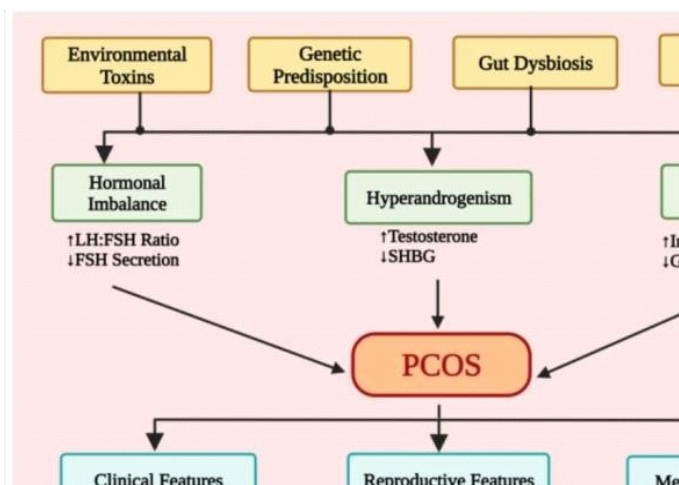 Environmental
Toxins
Genetic
Predisposition
Gut Dysbiosis
Hormonal
Imbalance
↑LH:FSH Ratio
↓FSH Secretion
Hyperandrogenism
↑Testosterone
↓SHBG
PCOS
Clinical Features
Reproductive Features